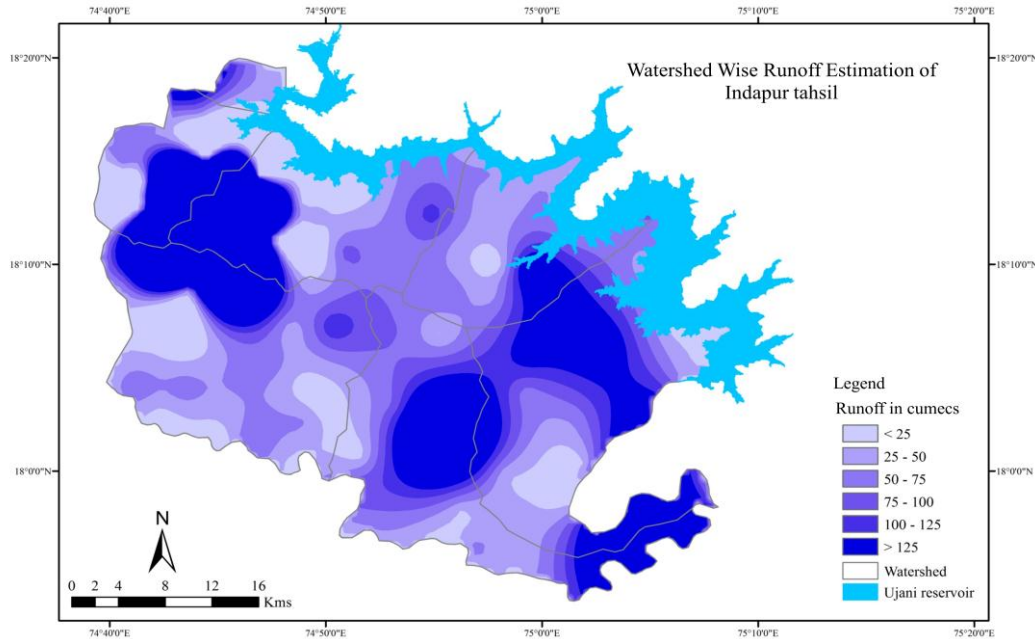 74°40'0"E 74°50'0"E 75°0'0"E 75°10'0"E 75°20'0"E
18°20'0"N 18°20'0"N
Watershed Wise Runoff Estimation of
Indapur tahsil
18°10'0"N 18°10'0"N
Legend
Runoff in cumecs
< 25
25 - 50
50 - 75
75 - 100
100 - 125
> 125
Watershed
Ujani reservoir
18°0'0"N 18°0'0"N
N
0 2 4 8 12 16
Kms
74°40'0"E 74°50'0"E 75°0'0"E 75°10'0"E 75°20'0"E